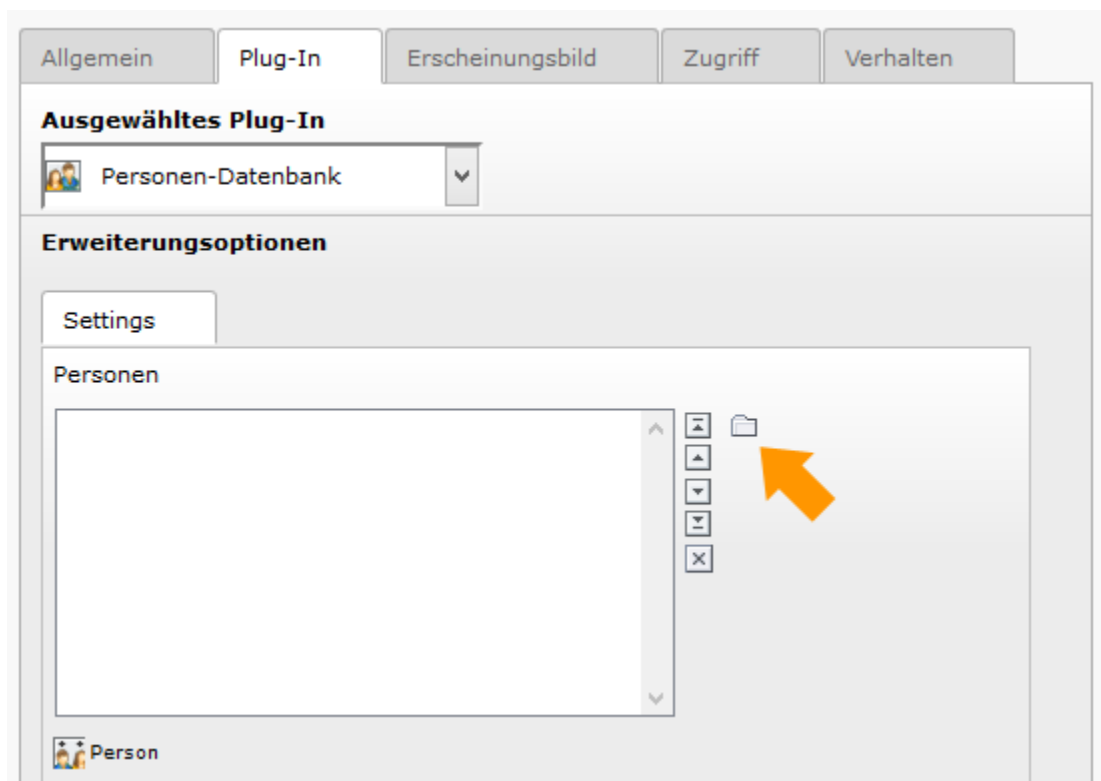 Allgemein Plug-In Erscheinungsbild Zugriff Verhalten
Ausgewähltes Plug-In
Personen-Datenbank
Erweiterungsoptionen
Settings
Personen
Person